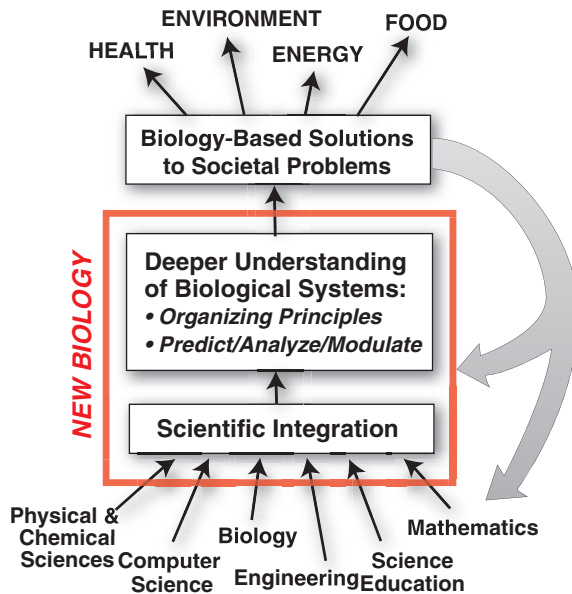 ENVIRONMENT
FOOD
HEALTH
ENERGY
Biology-Based Solutions
to Societal Problems
NEW BIOLOGY
Deeper Understanding
of Biological Systems:
• Organizing Principles
• Predict/Analyze/Modulate
Scientific Integration
Physical &
Chemical
Sciences
Computer
Science
Biology
Engineering
Science
Education
Mathematics